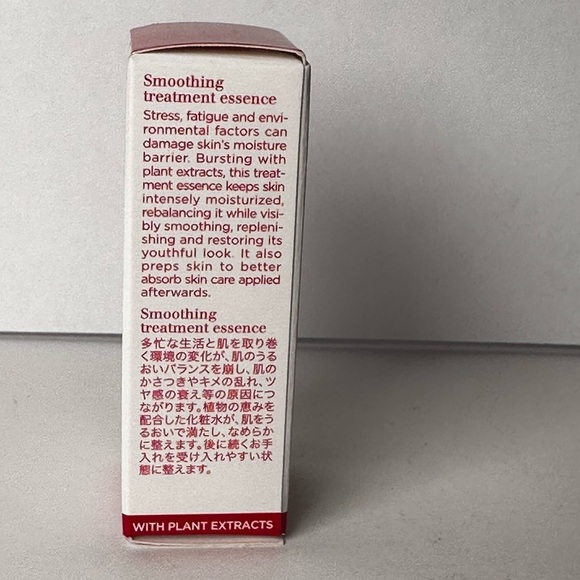 Smoothing
treatment essence
Stress, fatigue and envi-
ronmental factors can
damage skin's moisture
barrier. Bursting with
plant extracts, this treat-
ment essence keeps skin
intensely moisturized,
rebalancing it while visi-
bly smoothing, repleni-
shing and restoring its
youthful look. It also
preps skin to better
absorb skin care applied
afterwards.
Smoothing
treatment essence
多忙な生活と肌を取り巻
く環境の変化が、肌のうる
おいバランスを崩し、肌の
かさつきやキメの乱れ、ツ
ヤ感の衰え等の原因につ
ながります。植物の恵みを
配合した化粧水が、肌をう
るおいで満たし、なめらか
に整えます。後に続くお手
入れを受け入れやすい状
態に整えます。
WITH PLANT EXTRACTS